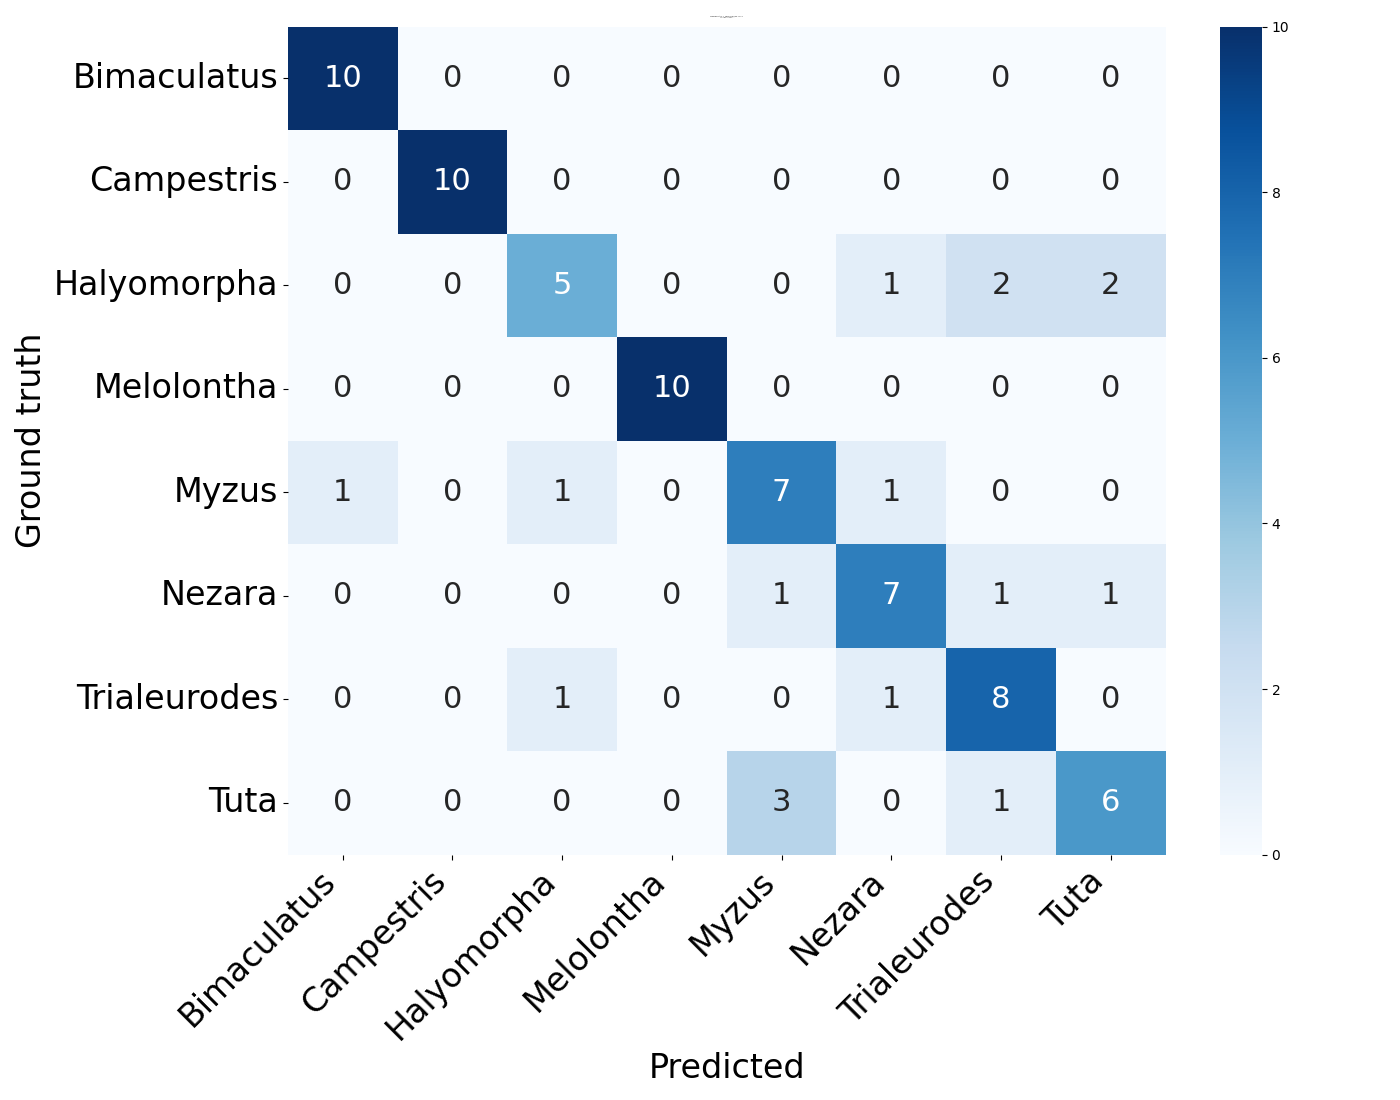 Bimaculatus 10 0 0 0 0 0 0 0
Campestris 0 10 0 0 0 0 0 0
Halyomorpha 0 0 5 0 0 1 2 2
Melolontha 0 0 0 10 0 0 0 0
Myzus 1 0 1 0 7 1 0 0
Nezara 0 0 0 0 1 7 1 1
Trialeurodes 0 0 1 0 0 1 8 0
Tuta 0 0 0 0 3 0 1 6
Ground truth
Bimaculatus Campestris Halyomorpha Melolontha Myzus Nezara Trialeurodes Tuta
Predicted
10
8
6
4
2
0